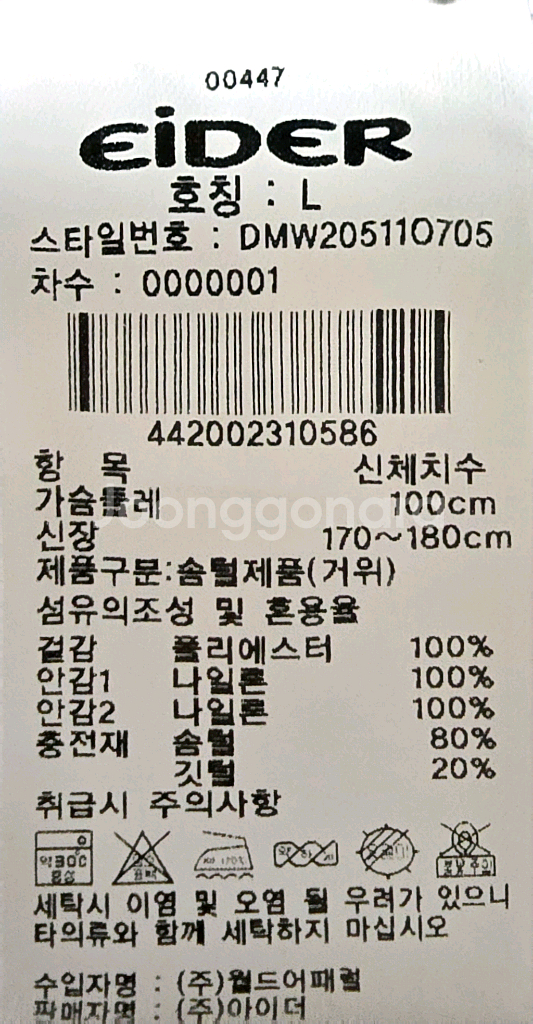 00447
EiDER
호칭 : L
스타일번호 : DMW20511O705
차수 : 0000001
442002310586
항 목 신체치수
가슴둘레 100cm
신장 170~180cm
제품구분:솜털제품(거위)
섬유의조성 및 혼용율
겉감 폴리에스터 100%
안감1 나일론 100%
안감2 나일론 100%
충전재 솜털 80%
깃털 20%
취급시 주의사항
약30℃
중성
세탁시 이염 및 오염 될 우려가 있으니
타의류와 함께 세탁하지 마십시오
수입자명 : (주)월드어패럴
판매자명 : (주)아이더